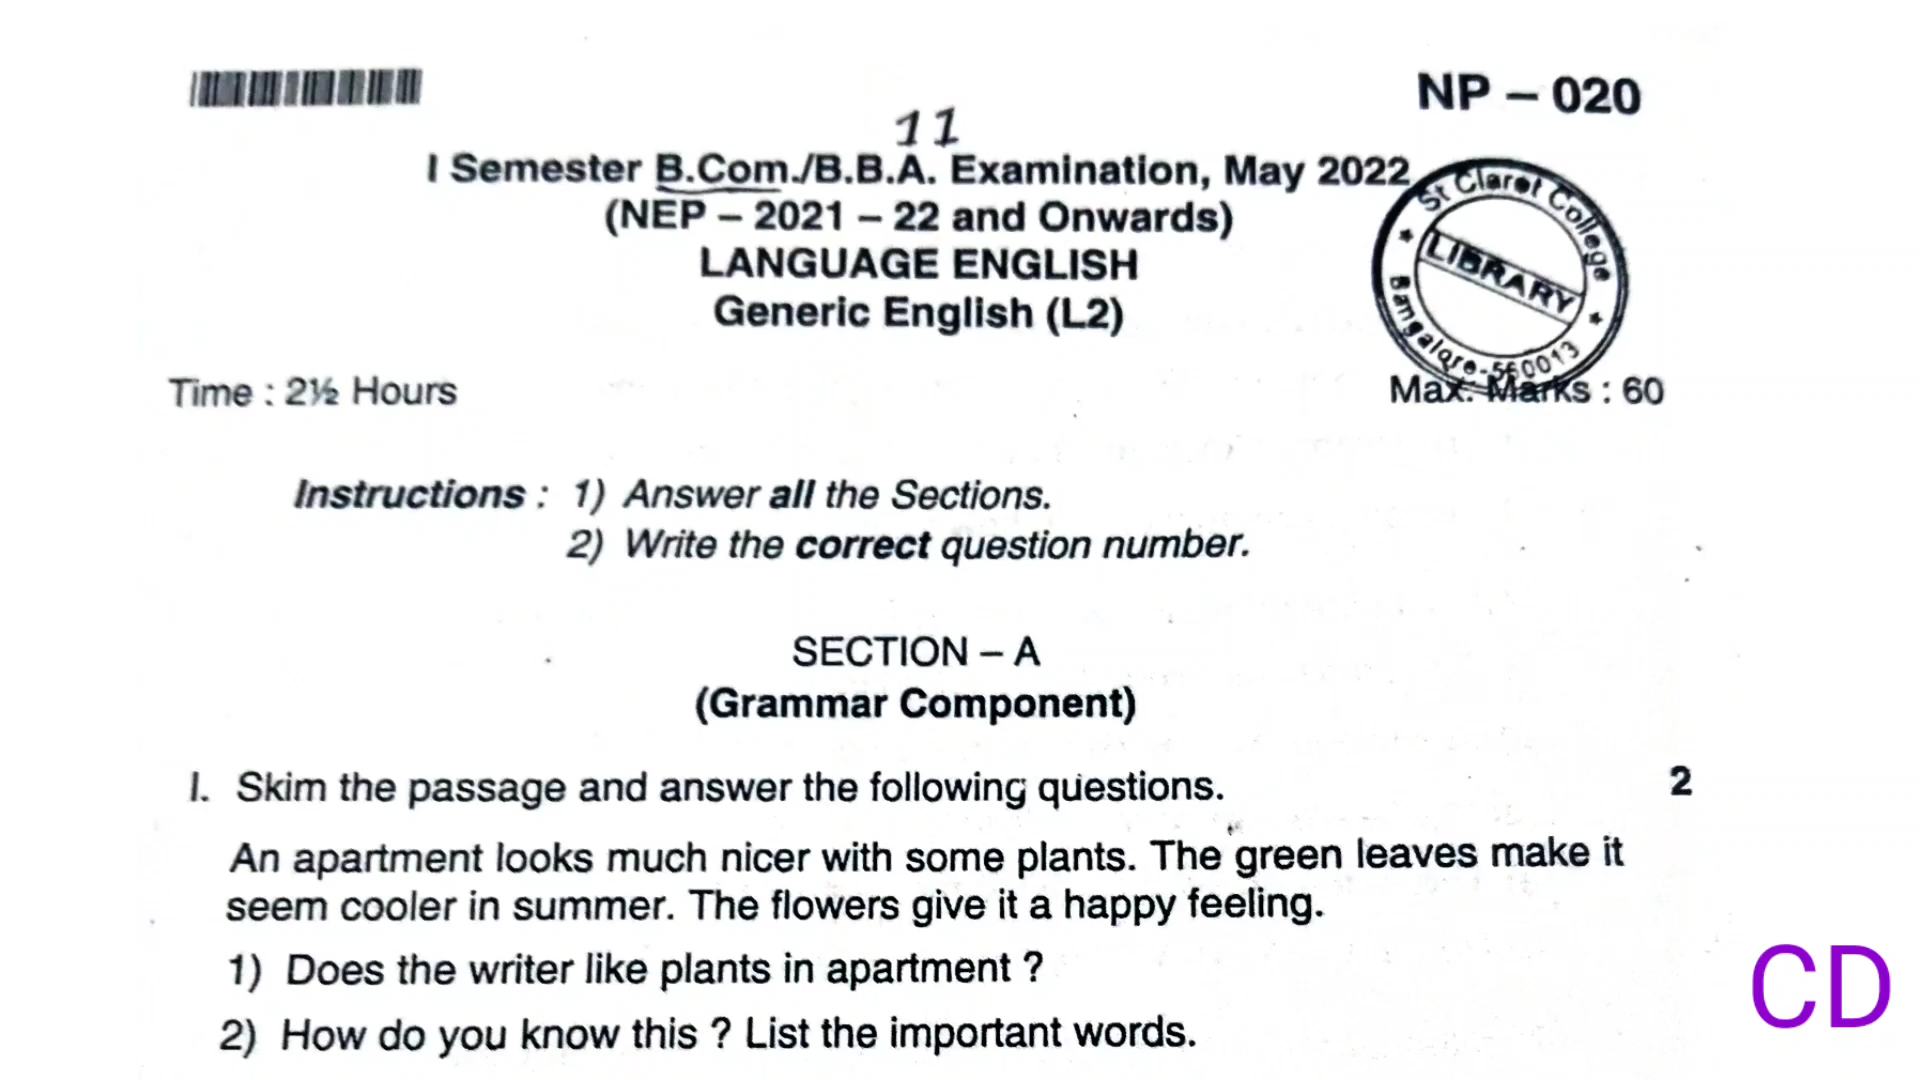 NP – 020
11
I Semester B.Com./B.B.A. Examination, May 2022
(NEP – 2021 – 22 and Onwards)
LANGUAGE ENGLISH
Generic English (L2)
St Claret College
LIBRARY
Bangalore-560013
Time : 2½ Hours
Max. Marks : 60
Instructions : 1) Answer all the Sections.
2) Write the correct question number.
SECTION – A
(Grammar Component)
I. Skim the passage and answer the following questions. 2
An apartment looks much nicer with some plants. The green leaves make it
seem cooler in summer. The flowers give it a happy feeling.
1) Does the writer like plants in apartment ?
2) How do you know this ? List the important words.
CD